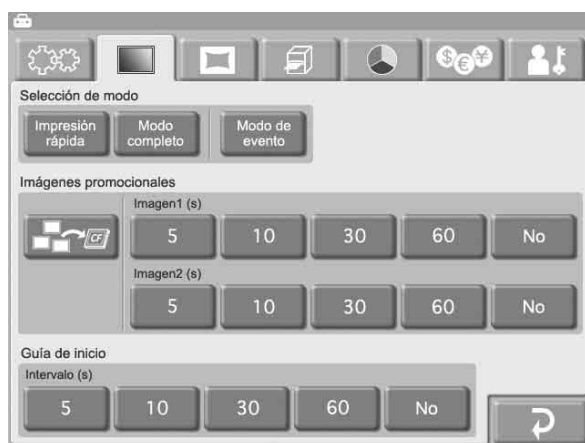 $ € ¥
Selección de modo
Impresión
rápida
Modo
completo
Modo de
evento
Imágenes promocionales
CF
Imagen1 (s)
5 10 30 60 No
Imagen2 (s)
5 10 30 60 No
Guía de inicio
Intervalo (s)
5 10 30 60 No